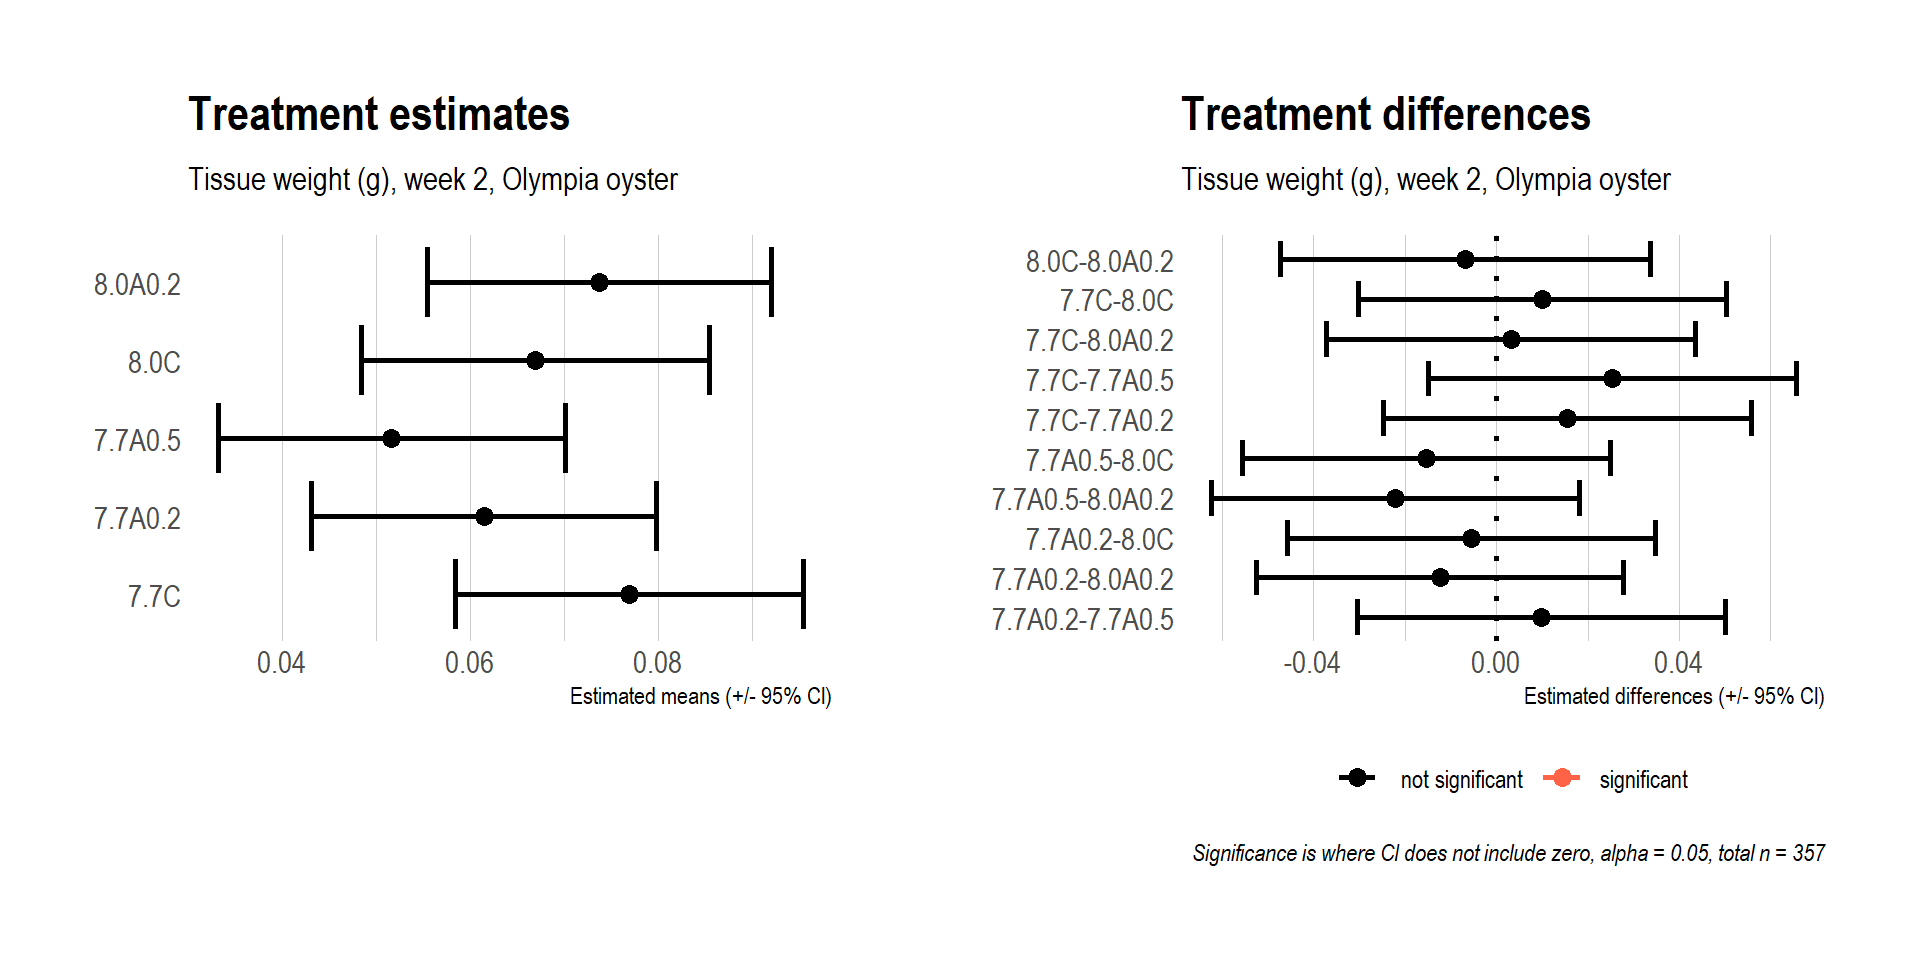 Treatment estimates
Tissue weight (g), week 2, Olympia oyster
8.0A0.2
8.0C
7.7A0.5
7.7A0.2
7.7C
0.04 0.06 0.08
Estimated means (+/- 95% CI)
Treatment differences
Tissue weight (g), week 2, Olympia oyster
8.0C-8.0A0.2
7.7C-8.0C
7.7C-8.0A0.2
7.7C-7.7A0.5
7.7C-7.7A0.2
7.7A0.5-8.0C
7.7A0.5-8.0A0.2
7.7A0.2-8.0C
7.7A0.2-8.0A0.2
7.7A0.2-7.7A0.5
-0.04 0.00 0.04
Estimated differences (+/- 95% CI)
not significant significant
Significance is where CI does not include zero, alpha = 0.05, total n = 357